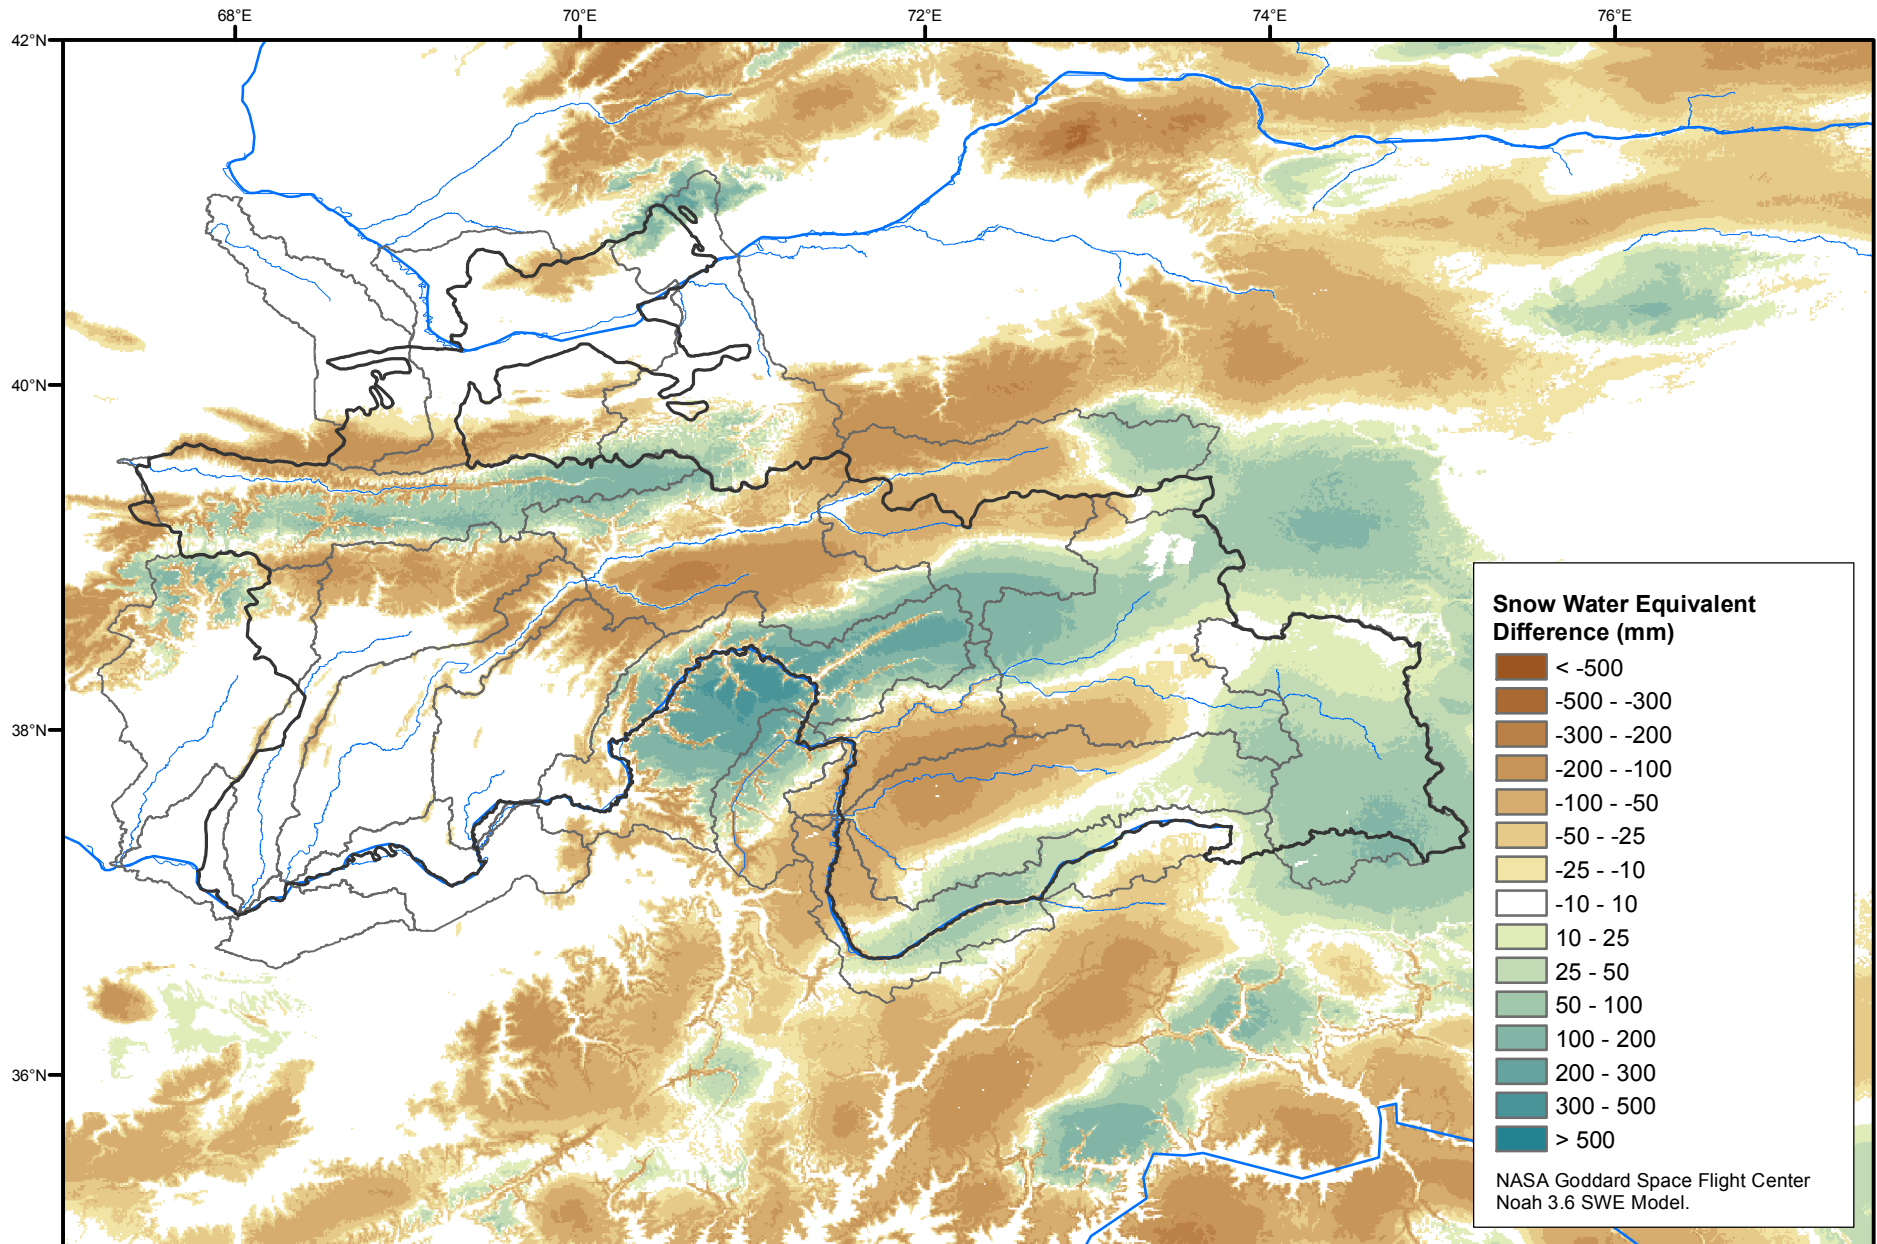 68°E
70°E
72°E
74°E
76°E
42°N
40°N
38°N
36°N
Snow Water Equivalent
Difference (mm)
< -500
-500 - -300
-300 - -200
-200 - -100
-100 - -50
-50 - -25
-25 - -10
-10 - 10
10 - 25
25 - 50
50 - 100
100 - 200
200 - 300
300 - 500
> 500
NASA Goddard Space Flight Center
Noah 3.6 SWE Model.